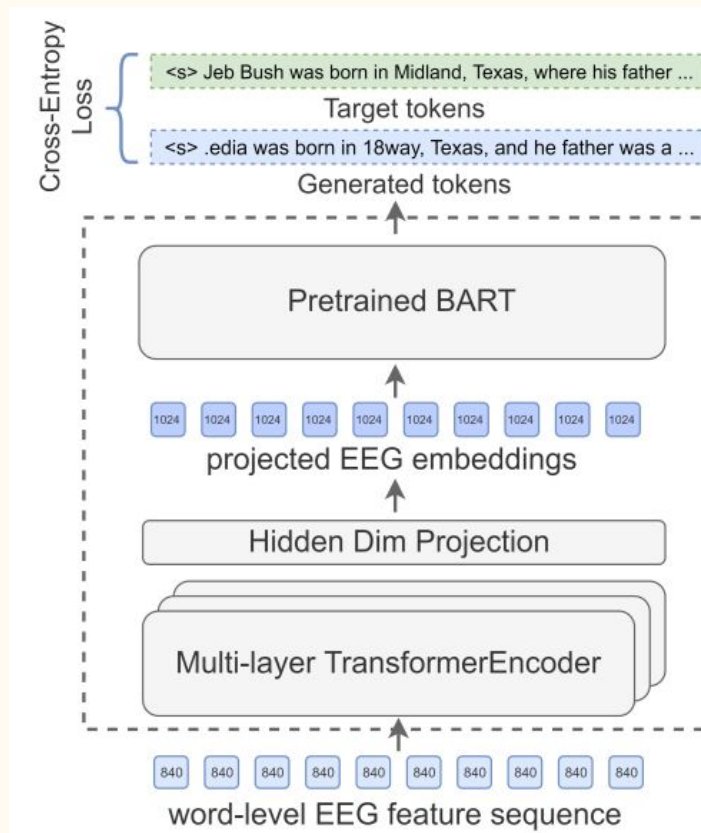 Cross-Entropy
Loss
<s> Jeb Bush was born in Midland, Texas, where his father ...
Target tokens
<s> .edia was born in 18way, Texas, and he father was a ...
Generated tokens
Pretrained BART
1024 1024 1024 1024 1024 1024 1024 1024 1024 1024
projected EEG embeddings
Hidden Dim Projection
Multi-layer TransformerEncoder
840 840 840 840 840 840 840 840 840 840
word-level EEG feature sequence